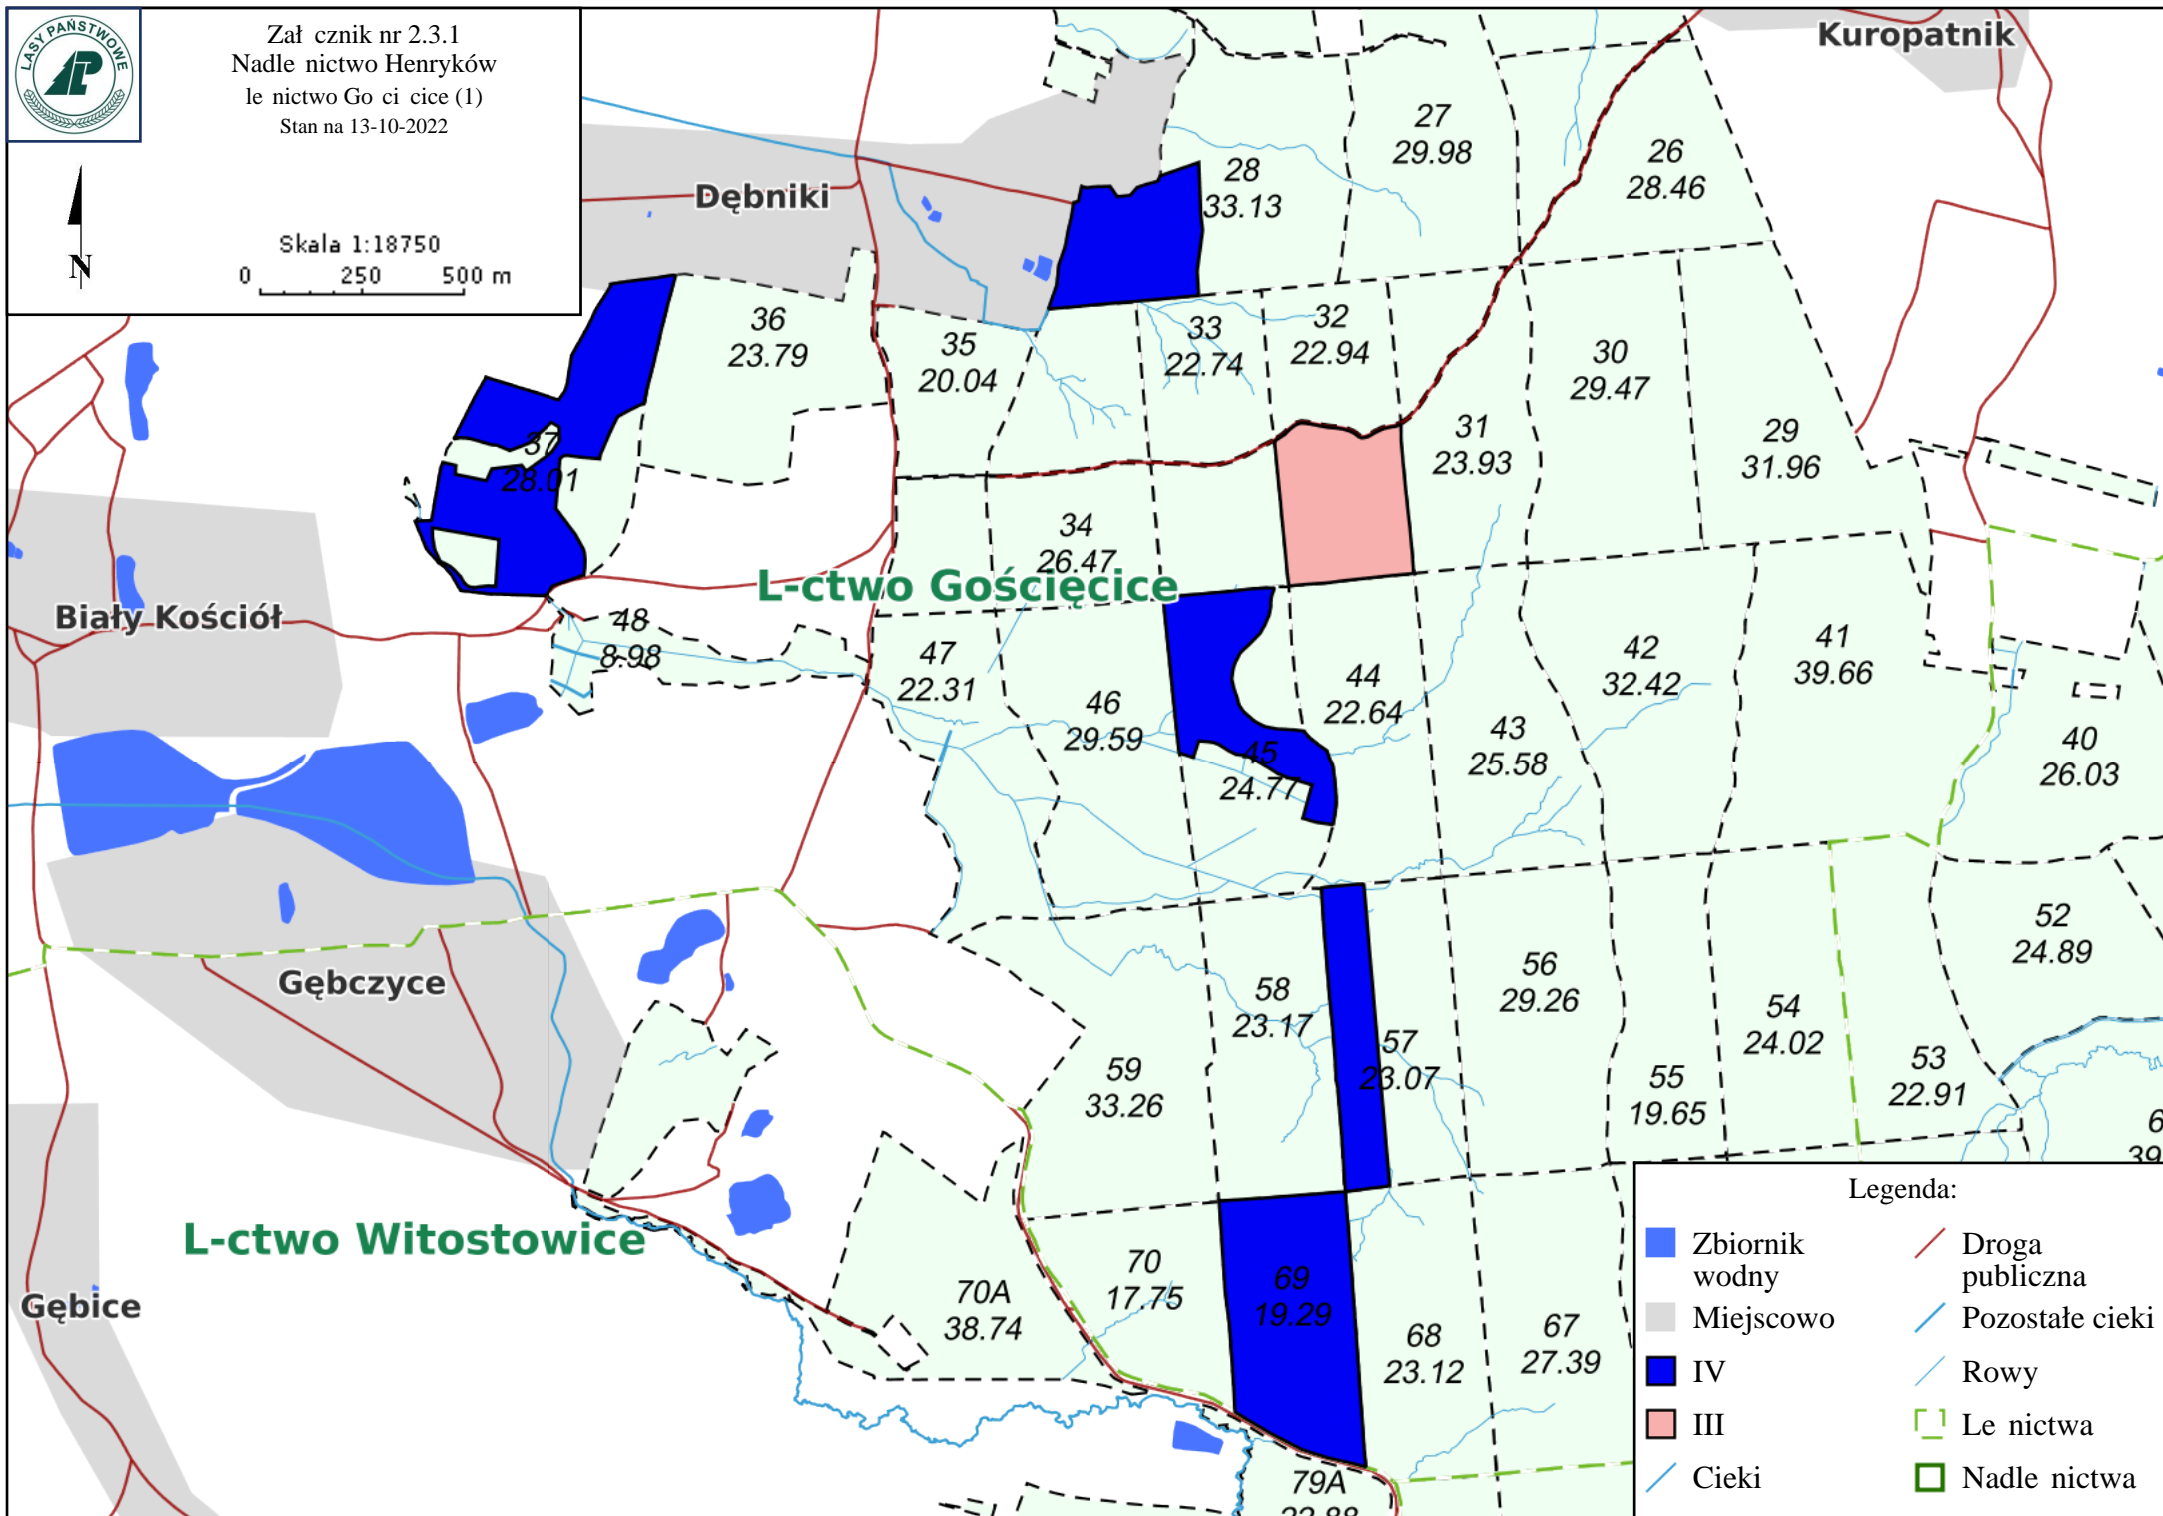 LASY PAŃSTWOWE
Zał cznik nr 2.3.1
Nadle nictwo Henryków
le nictwo Go ci cice (1)
Stan na 13-10-2022
N
Skala 1:18750
0 250 500 m
Kuropatnik
Dębniki
27
29.98
26
28.46
28
33.13
36
23.79
35
20.04
33
22.74
32
22.94
30
29.47
31
23.93
29
31.96
37
28.01
34
26.47
L-ctwo Gościęcice
Biały Kościół
48
8.98
47
22.31
46
29.59
45
24.77
44
22.64
43
25.58
42
32.42
41
39.66
40
26.03
52
24.89
Gębczyce
58
23.17
57
23.07
56
29.26
54
24.02
53
22.91
55
19.65
59
33.26
6
39
L-ctwo Witostowice
Gębice
70A
38.74
70
17.75
69
19.29
68
23.12
67
27.39
79A
22.88
Legenda:
Zbiornik
wodny
Miejscowo
IV
III
Cieki
Droga
publiczna
Pozostałe cieki
Rowy
Le nictwa
Nadle nictwa